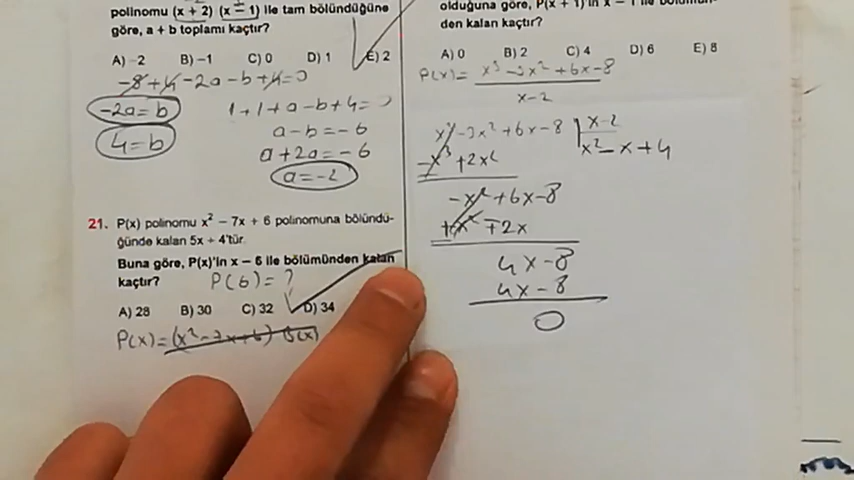 polinomu (x + 2) (x − 1) ile tam bölündüğüne
göre, a + b toplamı kaçtır?
A) −2 B) −1 C) 0 D) 1 E) 2
−8+4−2a−b+4=0
−2a=b
4=b
1+1+a−b+4=0
a−b=−6
a+2a=−6
a=−2
21. P(x) polinomu x² − 7x + 6 polinomuna bölündü-
ğünde kalan 5x + 4'tür.
Buna göre, P(x)'in x − 6 ile bölümünden kalan
kaçtır? P(6)=?
A) 28 B) 30 C) 32 D) 34
P(x)=(x²−7x+6) B(x)
olduğuna göre, P(x + 1)'in x − 1 ile bölümün-
den kalan kaçtır?
A) 0 B) 2 C) 4 D) 6 E) 8
P(x)= x³−3x²+6x−8
x−2
x³−3x²+6x−8 x−2
−x³+2x² x²−x+4
−x²+6x−8
+x²∓2x
4x−8
4x−8
0